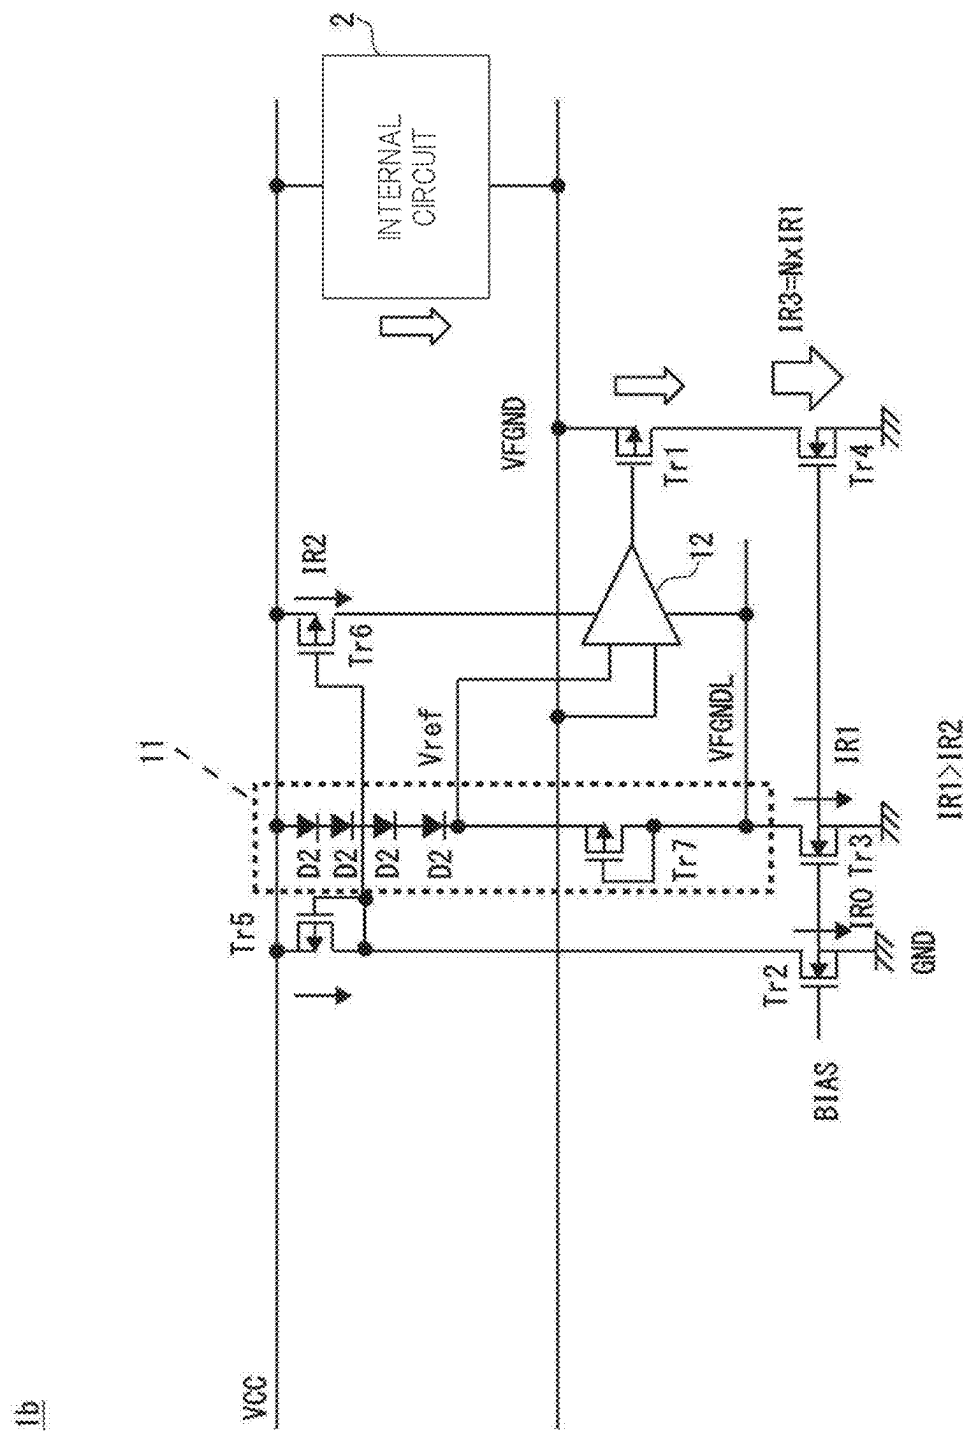 1b
VCC
11
2
INTERNAL
CIRCUIT
Tr5
D2
D2
D2
D2
IR2
Tr6
Vref
VFGND
12
Tr1
Tr7
VFGNDL
IR3=NxIR1
BIAS
Tr2
IR0
Tr3
IR1
Tr4
GND
IR1>IR2